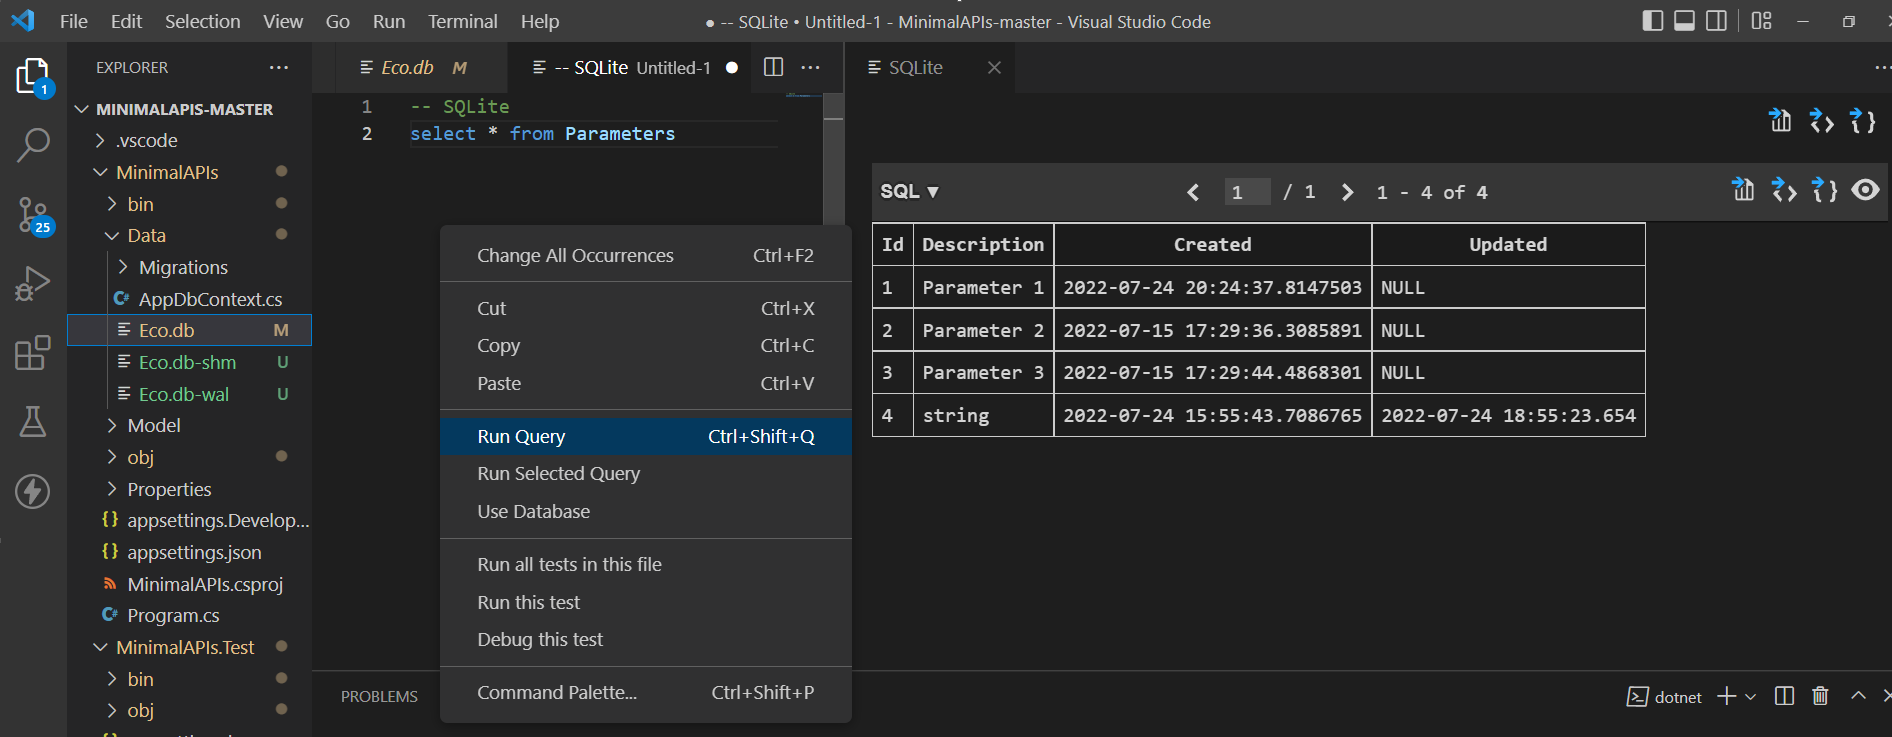 File Edit Selection View Go Run Terminal Help
● -- SQLite • Untitled-1 - MinimalAPIs-master - Visual Studio Code
EXPLORER ···
1
25
MINIMALAPIS-MASTER
.vscode
MinimalAPIs
bin
Data
Migrations
AppDbContext.cs
Eco.db M
Eco.db-shm U
Eco.db-wal U
Model
obj
Properties
appsettings.Develop...
appsettings.json
MinimalAPIs.csproj
Program.cs
MinimalAPIs.Test
bin
obj
Eco.db M
-- SQLite Untitled-1 ●
1 -- SQLite
2 select * from Parameters
Change All Occurrences Ctrl+F2
Cut Ctrl+X
Copy Ctrl+C
Paste Ctrl+V
Run Query Ctrl+Shift+Q
Run Selected Query
Use Database
Run all tests in this file
Run this test
Debug this test
Command Palette... Ctrl+Shift+P
SQLite
SQL ▼ < 1 / 1 > 1 - 4 of 4
Id Description Created Updated
1 Parameter 1 2022-07-24 20:24:37.8147503 NULL
2 Parameter 2 2022-07-15 17:29:36.3085891 NULL
3 Parameter 3 2022-07-15 17:29:44.4868301 NULL
4 string 2022-07-24 15:55:43.7086765 2022-07-24 18:55:23.654
PROBLEMS
dotnet